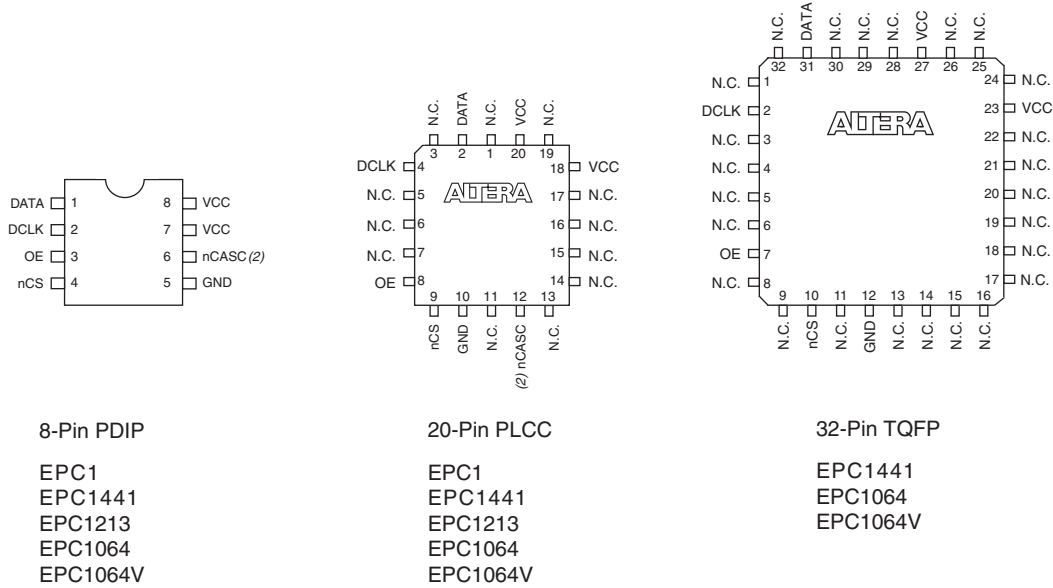 DATA 1 8 VCC
DCLK 2 7 VCC
OE 3 6 nCASC (2)
nCS 4 5 GND
8-Pin PDIP
EPC1
EPC1441
EPC1213
EPC1064
EPC1064V
N.C. DATA N.C. VCC N.C.
3 2 1 20 19
DCLK 4 18 VCC
ALTERA
N.C. 5 17 N.C.
N.C. 6 16 N.C.
N.C. 7 15 N.C.
OE 8 14 N.C.
9 10 11 12 13
nCS GND N.C. (2) nCASC N.C.
20-Pin PLCC
EPC1
EPC1441
EPC1213
EPC1064
EPC1064V
N.C. DATA N.C. N.C. N.C. VCC N.C. N.C.
32 31 30 29 28 27 26 25
N.C. 1 24 N.C.
DCLK 2 23 VCC
ALTERA
N.C. 3 22 N.C.
N.C. 4 21 N.C.
N.C. 5 20 N.C.
N.C. 6 19 N.C.
OE 7 18 N.C.
N.C. 8 17 N.C.
9 10 11 12 13 14 15 16
N.C. nCS N.C. GND N.C. N.C. N.C. N.C.
32-Pin TQFP
EPC1441
EPC1064
EPC1064V